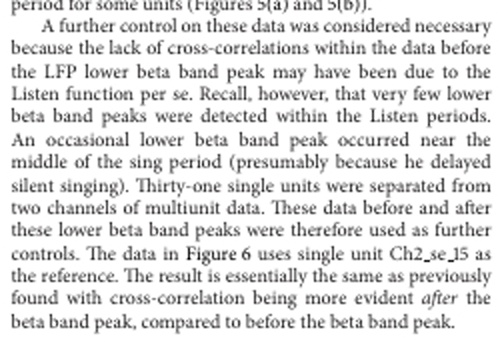 period for some units (Figures 5(a) and 5(b)).
A further control on these data was considered necessary
because the lack of cross-correlations within the data before
the LFP lower beta band peak may have been due to the
Listen function per se. Recall, however, that very few lower
beta band peaks were detected within the Listen periods.
An occasional lower beta band peak occurred near the
middle of the sing period (presumably because he delayed
silent singing). Thirty-one single units were separated from
two channels of multiunit data. These data before and after
these lower beta band peaks were therefore used as further
controls. The data in Figure 6 uses single unit Ch2_se_15 as
the reference. The result is essentially the same as previously
found with cross-correlation being more evident after the
beta band peak, compared to before the beta band peak.